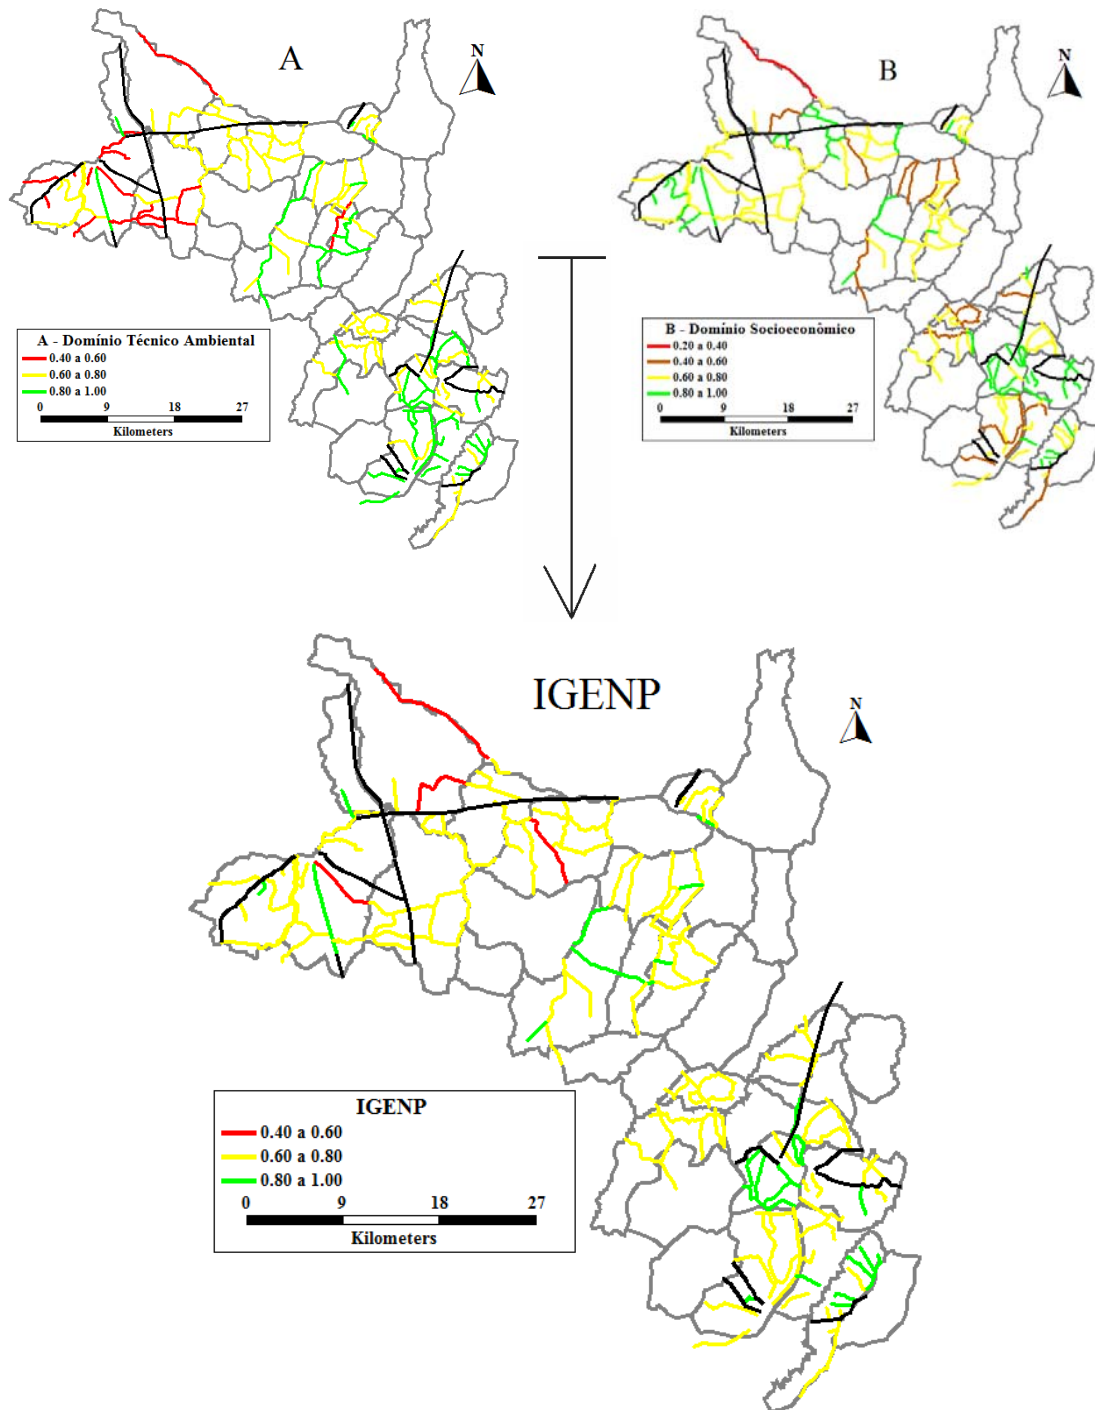 A
N
A - Domínio Técnico Ambiental
0.40 a 0.60
0.60 a 0.80
0.80 a 1.00
0 9 18 27
Kilometers
B
N
B - Domínio Socioeconômico
0.20 a 0.40
0.40 a 0.60
0.60 a 0.80
0.80 a 1.00
0 9 18 27
Kilometers
IGENP
N
IGENP
0.40 a 0.60
0.60 a 0.80
0.80 a 1.00
0 9 18 27
Kilometers